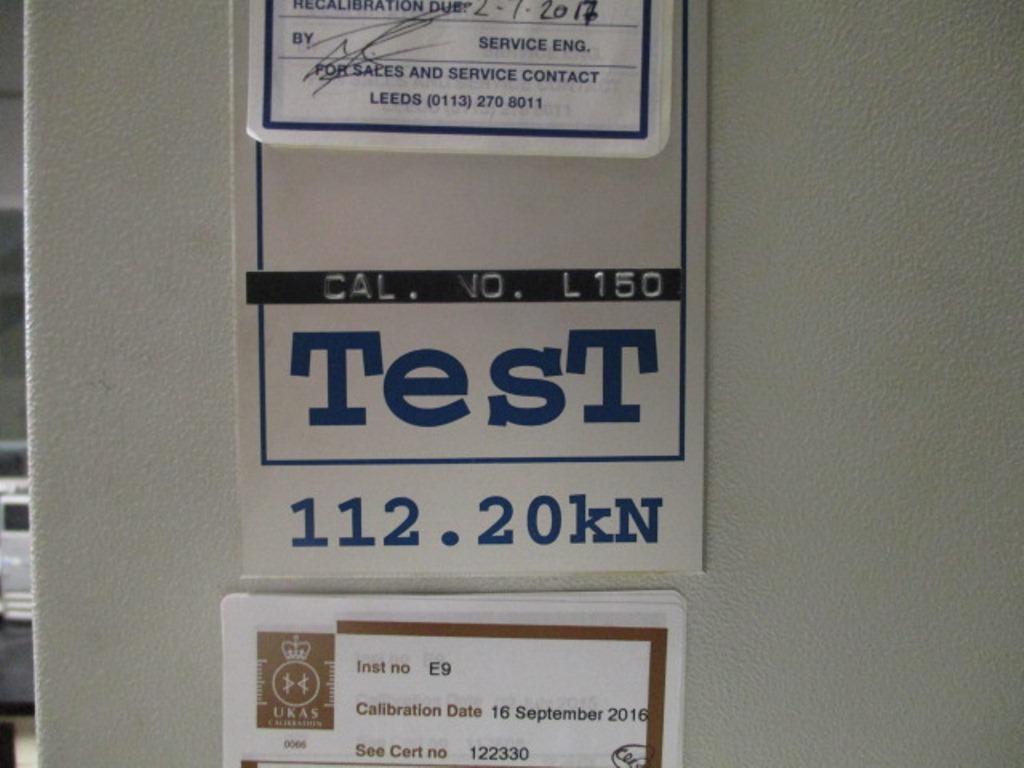 RECALIBRATION DUE: 2-7-2017
BY SERVICE ENG.
FOR SALES AND SERVICE CONTACT
LEEDS (0113) 270 8011
CAL. NO. L150
TesT
112.20kN
Inst no E9
Calibration Date 16 September 2016
UKAS
CALIBRATION
0066
See Cert no 122330